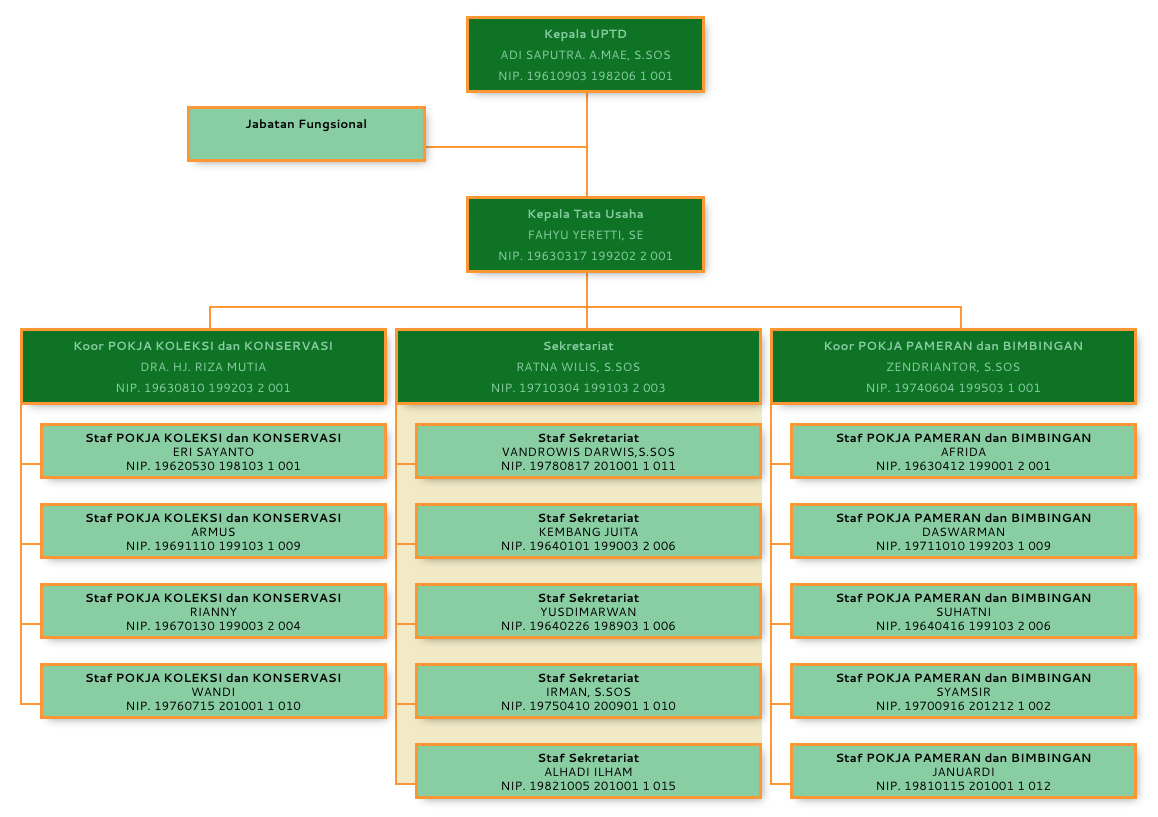 Kepala UPTD
ADI SAPUTRA. A.MAE, S.SOS
NIP. 19610903 198206 1 001
Jabatan Fungsional
Kepala Tata Usaha
FAHYU YERETTI, SE
NIP. 19630317 199202 2 001
Koor POKJA KOLEKSI dan KONSERVASI
DRA. HJ. RIZA MUTIA
NIP. 19630810 199203 2 001
Staf POKJA KOLEKSI dan KONSERVASI
ERI SAYANTO
NIP. 19620530 198103 1 001
Staf POKJA KOLEKSI dan KONSERVASI
ARMUS
NIP. 19691110 199103 1 009
Staf POKJA KOLEKSI dan KONSERVASI
RIANNY
NIP. 19670130 199003 2 004
Staf POKJA KOLEKSI dan KONSERVASI
WANDI
NIP. 19760715 201001 1 010
Sekretariat
RATNA WILIS, S.SOS
NIP. 19710304 199103 2 003
Staf Sekretariat
VANDROWIS DARWIS,S.SOS
NIP. 19780817 201001 1 011
Staf Sekretariat
KEMBANG JUITA
NIP. 19640101 199003 2 006
Staf Sekretariat
YUSDIMARWAN
NIP. 19640226 198903 1 006
Staf Sekretariat
IRMAN, S.SOS
NIP. 19750410 200901 1 010
Staf Sekretariat
ALHADI ILHAM
NIP. 19821005 201001 1 015
Koor POKJA PAMERAN dan BIMBINGAN
ZENDRIANTOR, S.SOS
NIP. 19740604 199503 1 001
Staf POKJA PAMERAN dan BIMBINGAN
AFRIDA
NIP. 19630412 199001 2 001
Staf POKJA PAMERAN dan BIMBINGAN
DASWARMAN
NIP. 19711010 199203 1 009
Staf POKJA PAMERAN dan BIMBINGAN
SUHATNI
NIP. 19640416 199103 2 006
Staf POKJA PAMERAN dan BIMBINGAN
SYAMSIR
NIP. 19700916 201212 1 002
Staf POKJA PAMERAN dan BIMBINGAN
JANUARDI
NIP. 19810115 201001 1 012